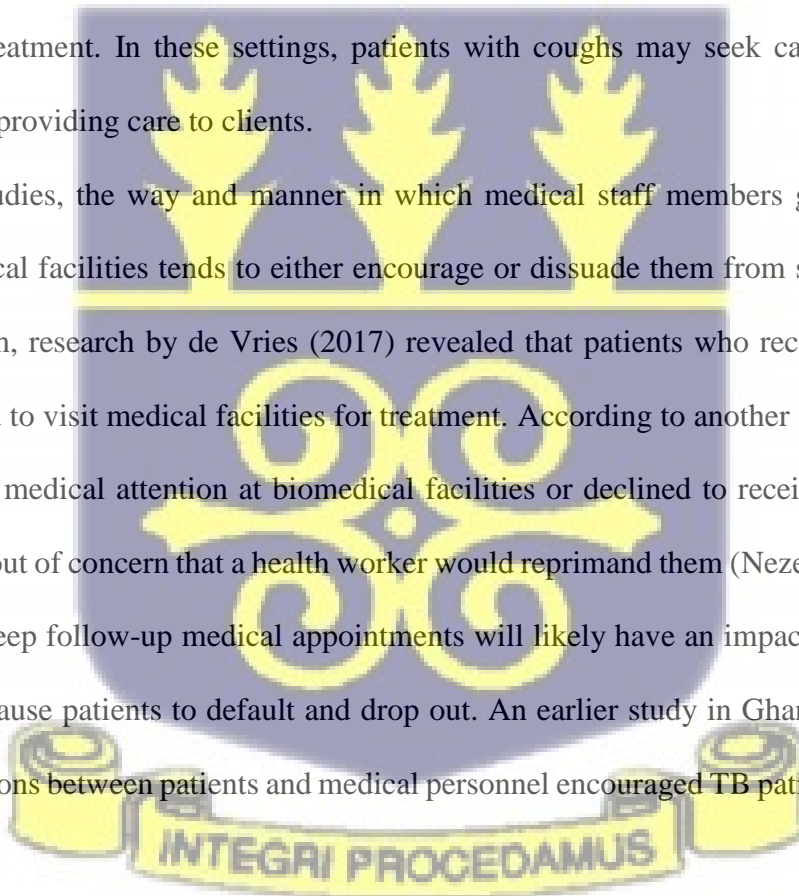 eatment. In these settings, patients with coughs may seek ca
providing care to clients.
udies, the way and manner in which medical staff members g
cal facilities tends to either encourage or dissuade them from s
n, research by de Vries (2017) revealed that patients who rec
to visit medical facilities for treatment. According to another
medical attention at biomedical facilities or declined to recei
out of concern that a health worker would reprimand them (Neze
eep follow-up medical appointments will likely have an impac
ause patients to default and drop out. An earlier study in Ghan
ons between patients and medical personnel encouraged TB pati
INTEGRI PROCEDAMUS